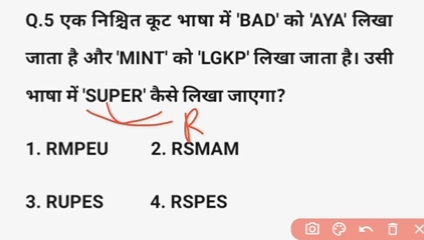 Q.5 एक निश्चित कूट भाषा में 'BAD' को 'AYA' लिखा
जाता है और 'MINT' को 'LGKP' लिखा जाता है। उसी
भाषा में 'SUPER' कैसे लिखा जाएगा?
R
1. RMPEU 2. RSMAM
3. RUPES 4. RSPES